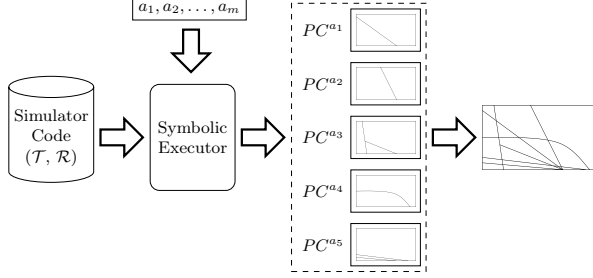 a₁, a₂, . . . , aₘ
Simulator
Code
(𝒯, ℛ)
Symbolic
Executor
PC^{a₁}
PC^{a₂}
PC^{a₃}
PC^{a₄}
PC^{a₅}